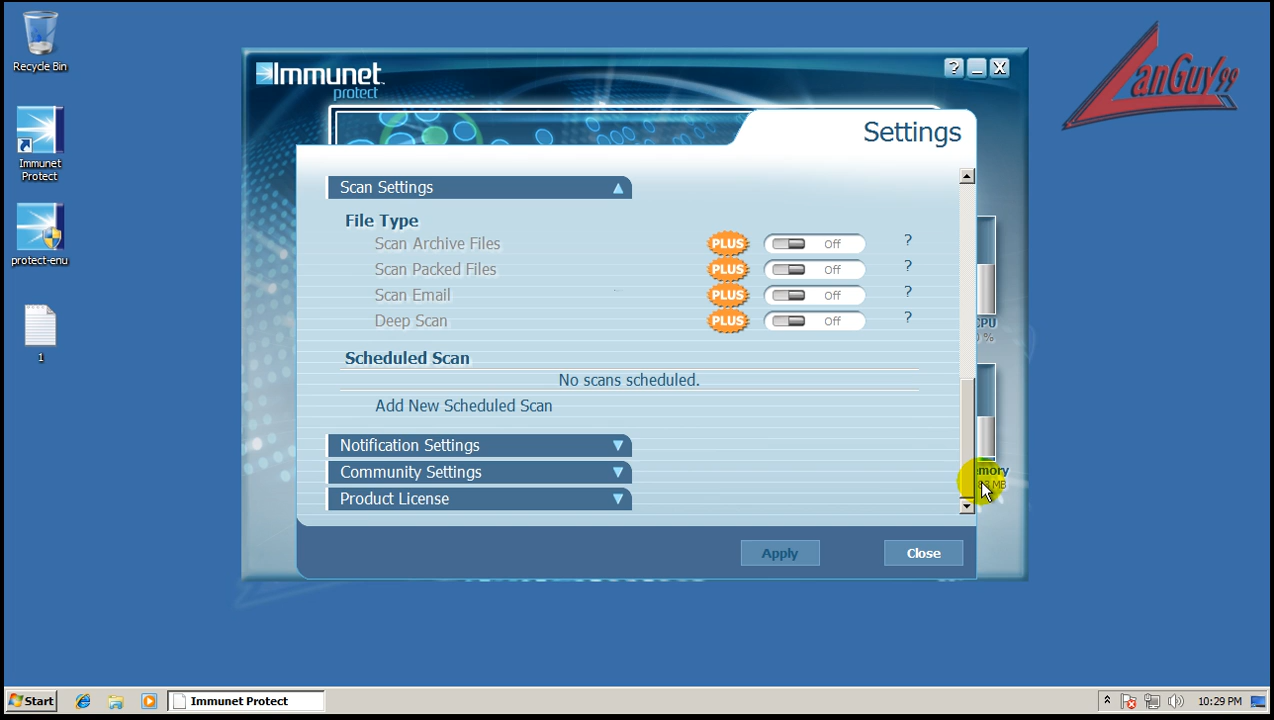 Recycle Bin
Immunet
Protect
protect-enu
1
Immunet
protect
?
X
Settings
LanGuy99
Scan Settings
File Type
Scan Archive Files PLUS Off ?
Scan Packed Files PLUS Off ?
Scan Email PLUS Off ?
Deep Scan PLUS Off ?
Scheduled Scan
No scans scheduled.
Add New Scheduled Scan
Notification Settings
Community Settings
Product License
CPU
%
MB
Apply
Close
Start
Immunet Protect
10:29 PM